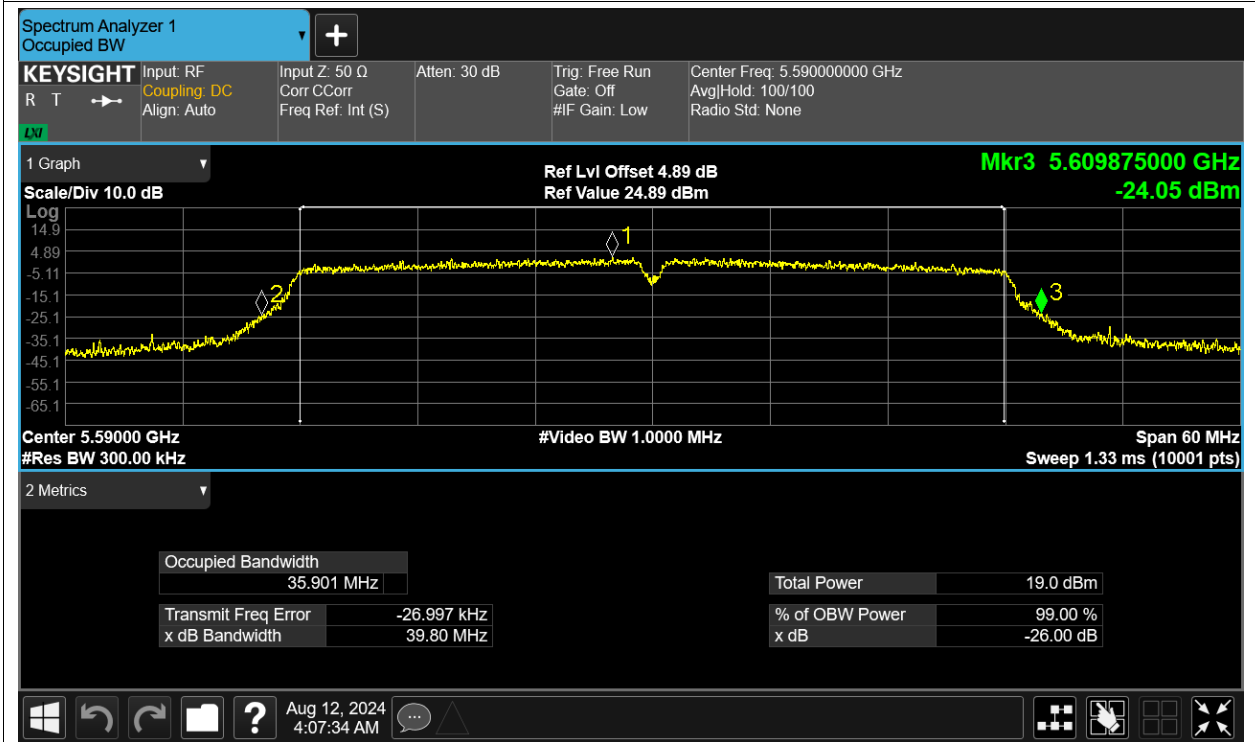 Spectrum Analyzer 1
Occupied BW
KEYSIGHT
R T
LXI
Input: RF
Coupling: DC
Align: Auto
Input Z: 50 Ω
Corr CCorr
Freq Ref: Int (S)
Atten: 30 dB
Trig: Free Run
Gate: Off
#IF Gain: Low
Center Freq: 5.590000000 GHz
Avg|Hold: 100/100
Radio Std: None
1 Graph
Scale/Div 10.0 dB
Ref Lvl Offset 4.89 dB
Ref Value 24.89 dBm
Mkr3 5.609875000 GHz
-24.05 dBm
Log
14.9
4.89
-5.11
-15.1
-25.1
-35.1
-45.1
-55.1
-65.1
1
2
3
Center 5.59000 GHz
#Res BW 300.00 kHz
#Video BW 1.0000 MHz
Span 60 MHz
Sweep 1.33 ms (10001 pts)
2 Metrics
Occupied Bandwidth
35.901 MHz
Transmit Freq Error -26.997 kHz
x dB Bandwidth 39.80 MHz
Total Power 19.0 dBm
% of OBW Power 99.00 %
x dB -26.00 dB
?
Aug 12, 2024
4:07:34 AM